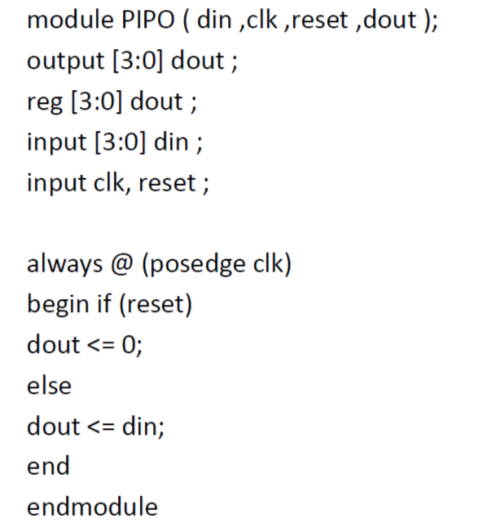 module PIPO ( din ,clk ,reset ,dout );
output [3:0] dout ;
reg [3:0] dout ;
input [3:0] din ;
input clk, reset ;
always @ (posedge clk)
begin if (reset)
dout <= 0;
else
dout <= din;
end
endmodule